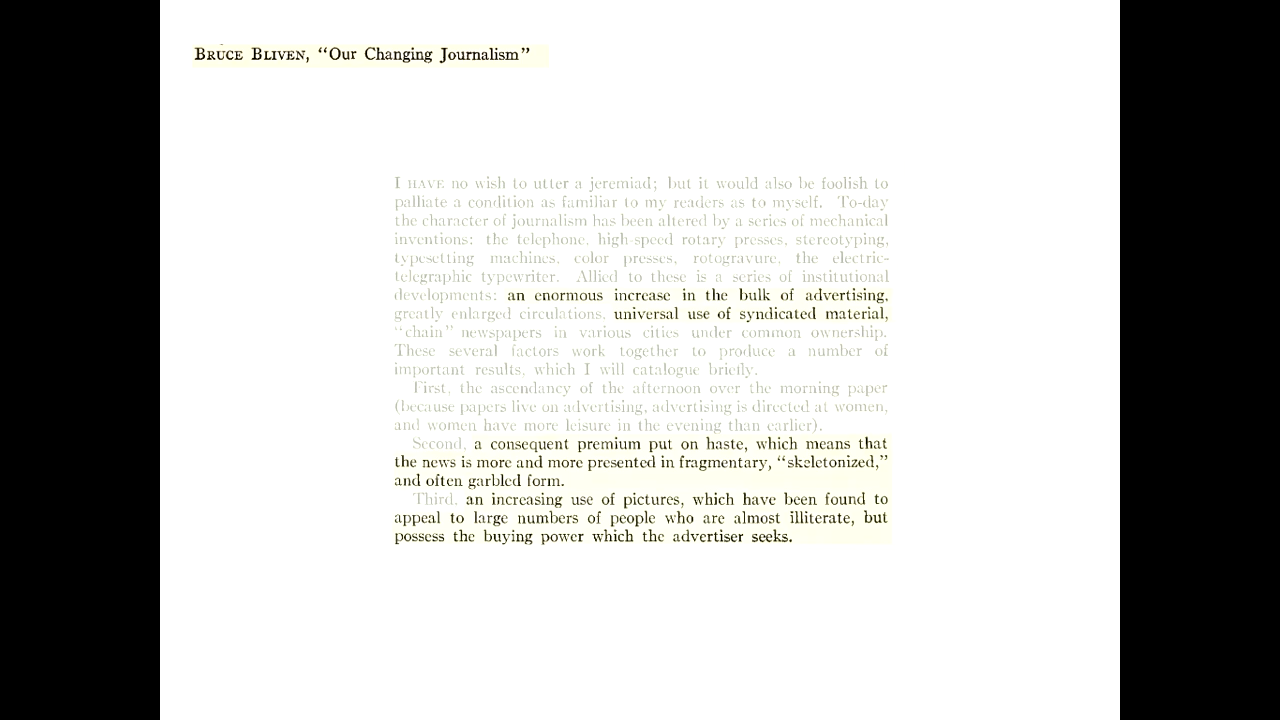 BRUCE BLIVEN, "Our Changing Journalism"
I HAVE no wish to utter a jeremiad; but it would also be foolish to
palliate a condition as familiar to my readers as to myself. To-day
the character of journalism has been altered by a series of mechanical
inventions: the telephone, high-speed rotary presses, stereotyping,
typesetting machines, color presses, rotogravure, the electric-
telegraphic typewriter. Allied to these is a series of institutional
developments: an enormous increase in the bulk of advertising,
greatly enlarged circulations, universal use of syndicated material,
"chain" newspapers in various cities under common ownership.
These several factors work together to produce a number of
important results, which I will catalogue briefly.
First, the ascendancy of the afternoon over the morning paper
(because papers live on advertising, advertising is directed at women,
and women have more leisure in the evening than earlier).
Second, a consequent premium put on haste, which means that
the news is more and more presented in fragmentary, "skeletonized,"
and often garbled form.
Third, an increasing use of pictures, which have been found to
appeal to large numbers of people who are almost illiterate, but
possess the buying power which the advertiser seeks.